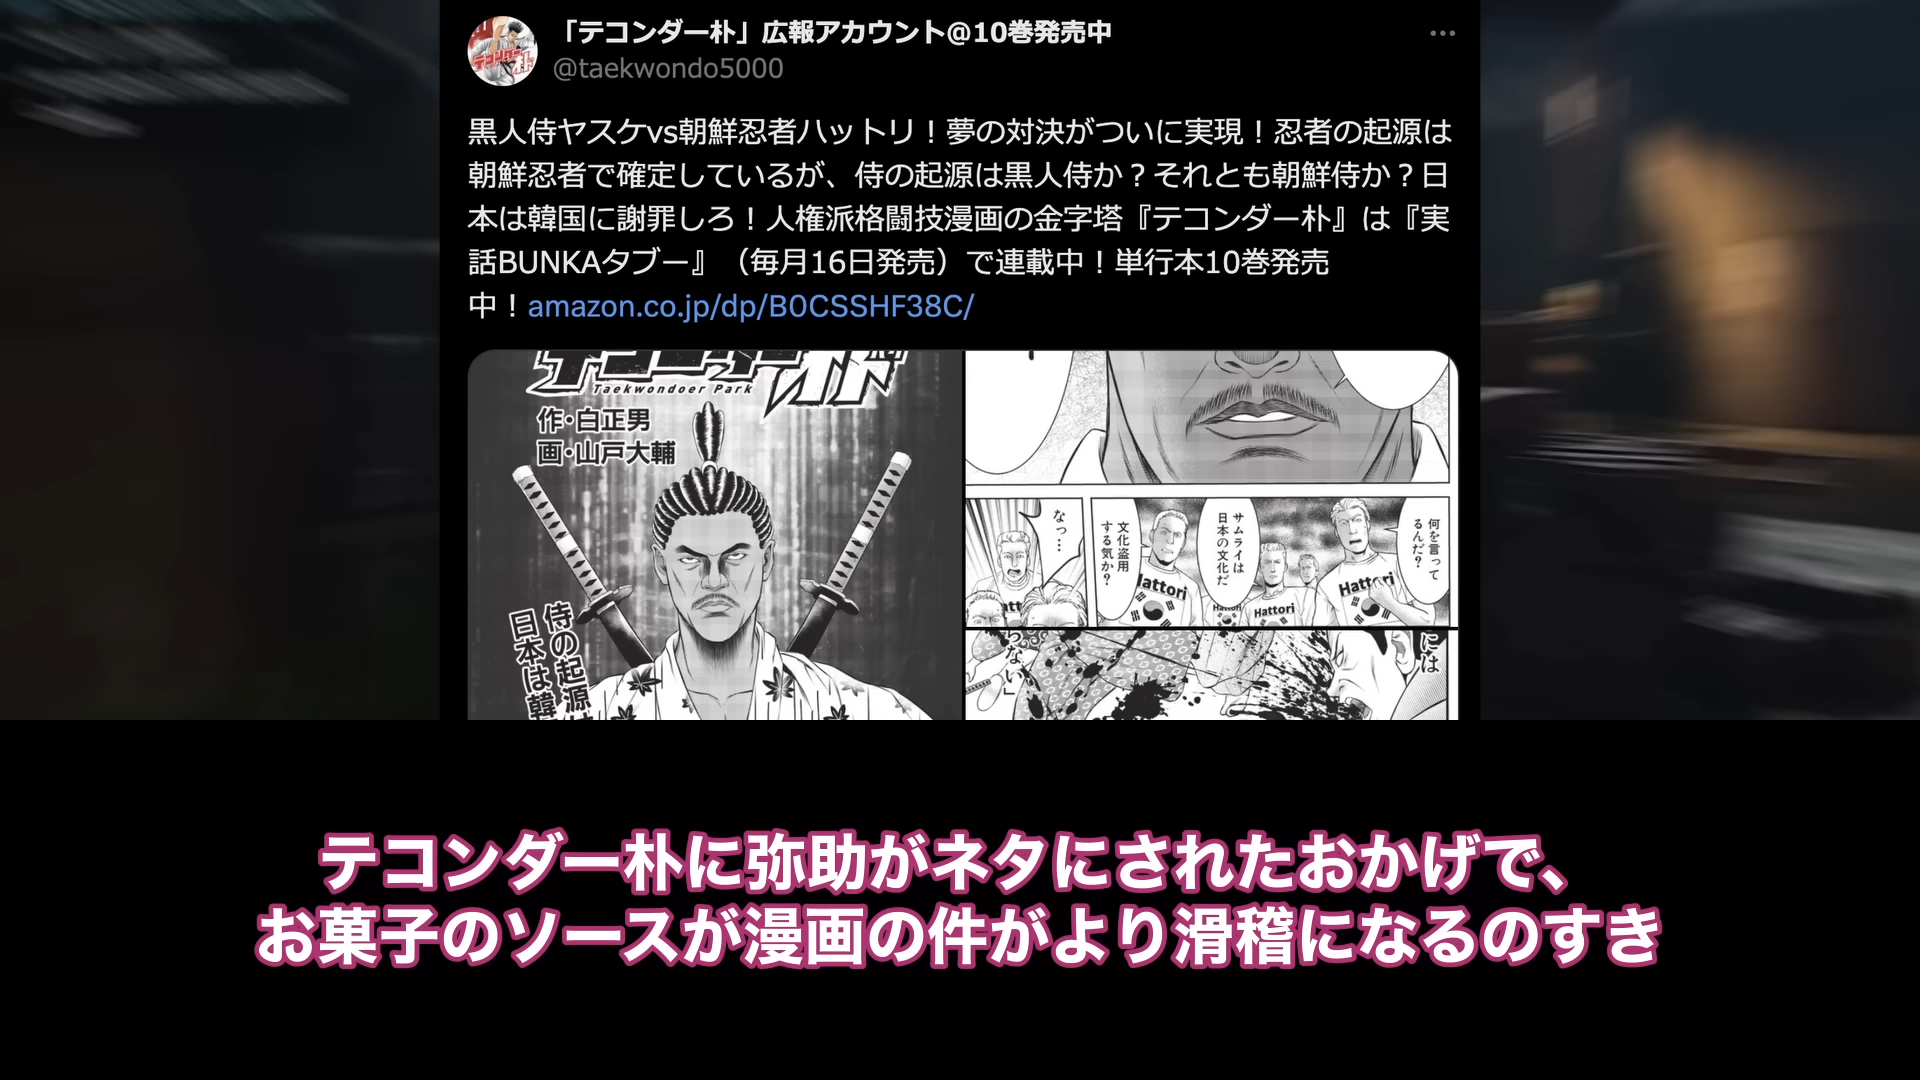 「テコンダー朴」広報アカウント@10巻発売中
@taekwondo5000
黒人侍ヤスケvs朝鮮忍者ハットリ！夢の対決がついに実現！忍者の起源は
朝鮮忍者で確定しているが、侍の起源は黒人侍か？それとも朝鮮侍か？日
本は韓国に謝罪しろ！人権派格闘技漫画の金字塔『テコンダー朴』は『実
話BUNKAタブー』（毎月16日発売）で連載中！単行本10巻発売
中！amazon.co.jp/dp/B0CSSHF38C/
Taekwondoer Park
作・白正男
画・山戸大輔
侍の起源は
日本は韓
何を言って
るんだ？
サムライは
日本の文化だ
文化盗用
する気か？
なっ…
Hattori
Hattori
Hattori
Hattori
には
らない」
テコンダー朴に弥助がネタにされたおかげで、
お菓子のソースが漫画の件がより滑稽になるのすき